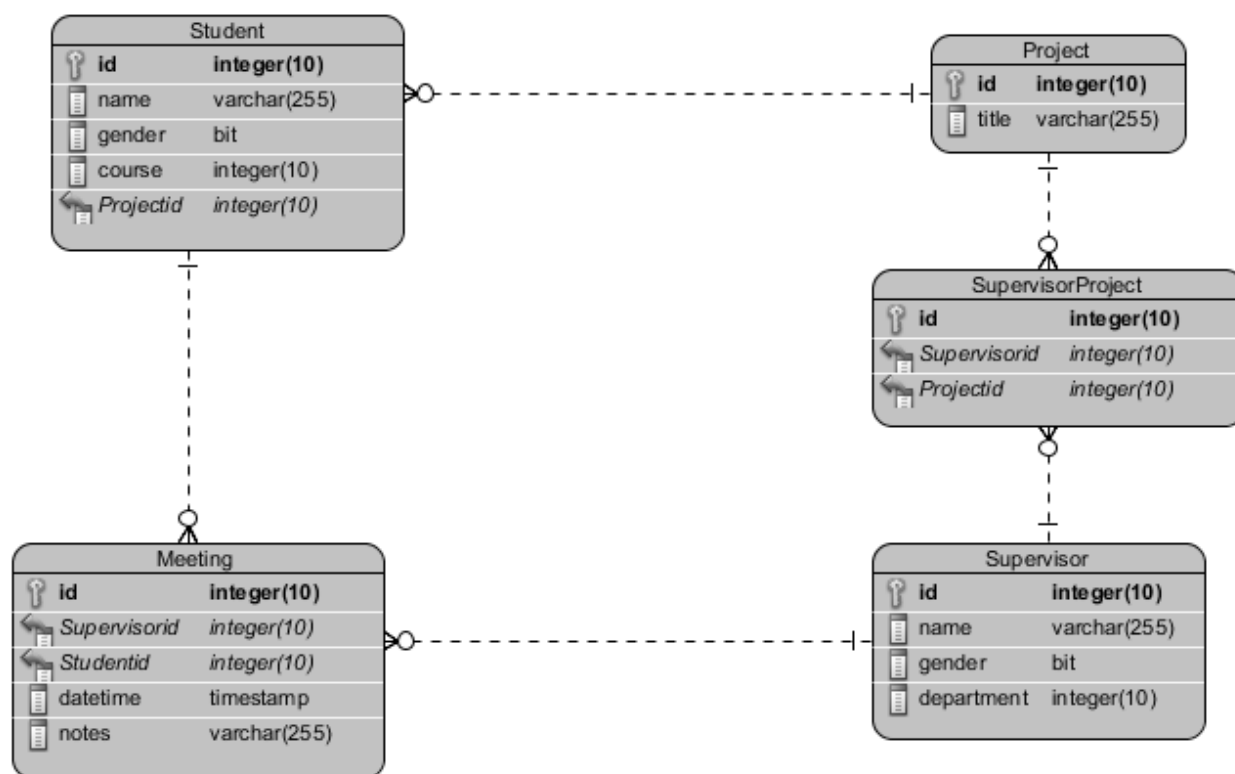 Student
id integer(10)
name varchar(255)
gender bit
course integer(10)
Projectid integer(10)
Project
id integer(10)
title varchar(255)
SupervisorProject
id integer(10)
Supervisorid integer(10)
Projectid integer(10)
Meeting
id integer(10)
Supervisorid integer(10)
Studentid integer(10)
datetime timestamp
notes varchar(255)
Supervisor
id integer(10)
name varchar(255)
gender bit
department integer(10)